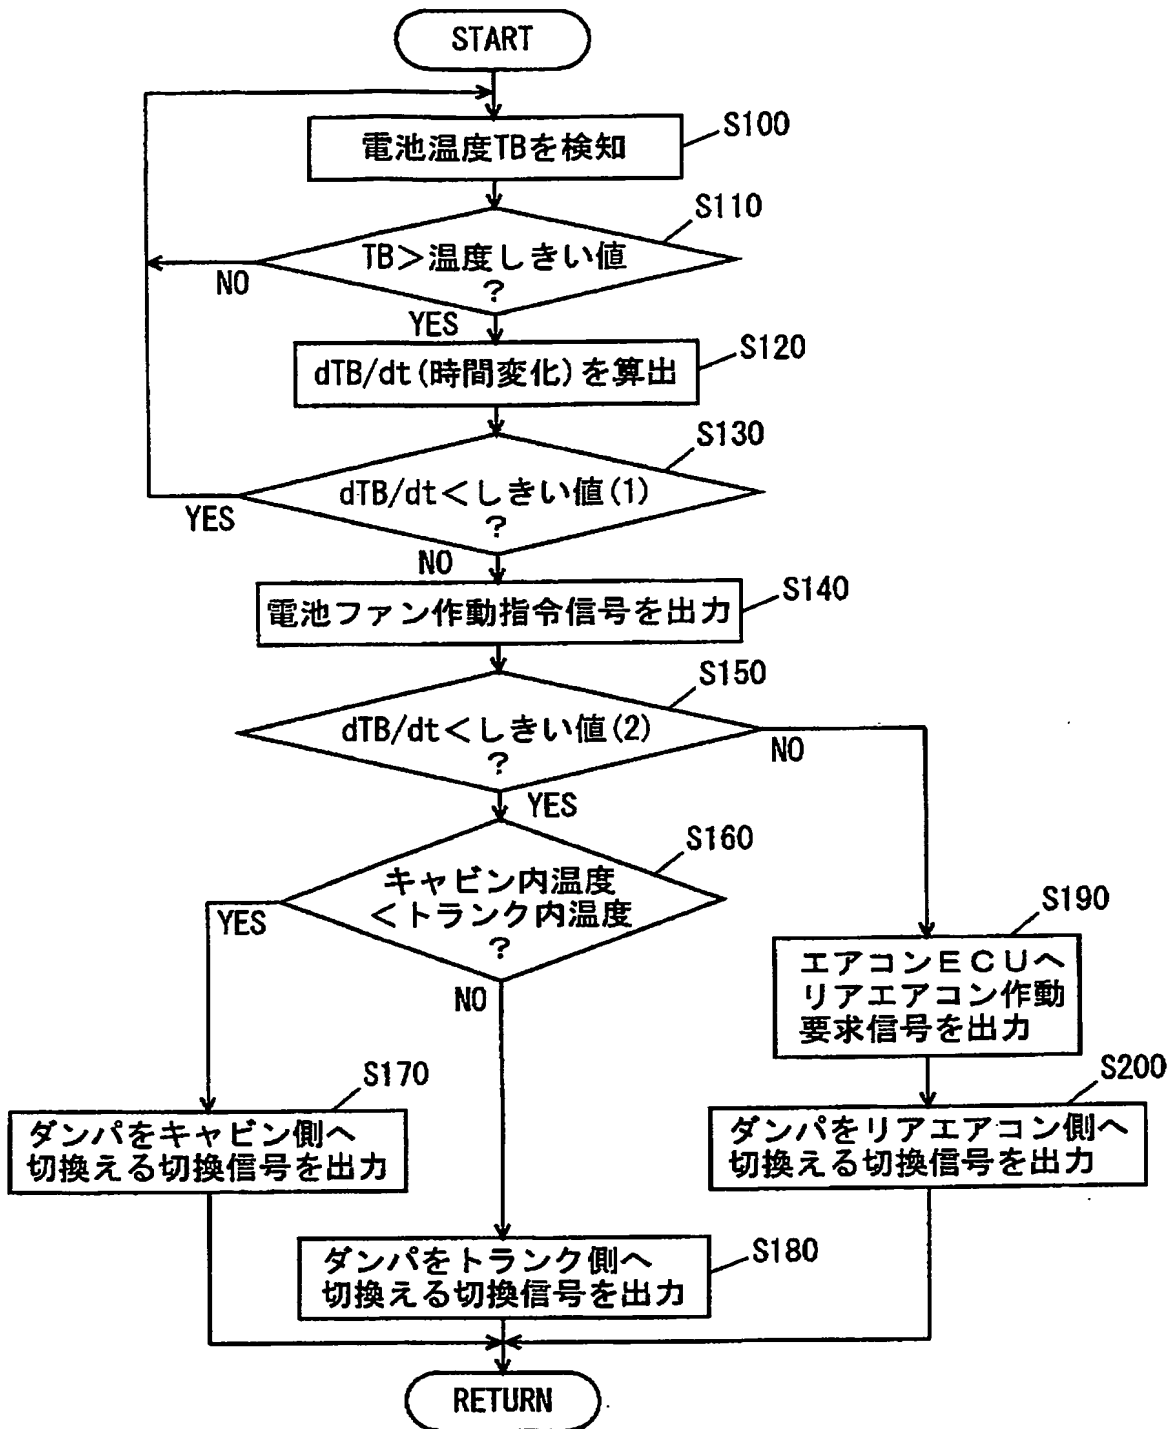 START
S100
電池温度TBを検知
S110
TB＞温度しきい値
?
NO
YES
S120
dTB/dt(時間変化)を算出
S130
dTB/dt＜しきい値(1)
?
YES
NO
S140
電池ファン作動指令信号を出力
S150
dTB/dt＜しきい値(2)
?
NO
YES
S160
キャビン内温度
＜トランク内温度
?
YES
NO
S190
エアコンＥＣＵへ
リアエアコン作動
要求信号を出力
S170
ダンパをキャビン側へ
切換える切換信号を出力
S200
ダンパをリアエアコン側へ
切換える切換信号を出力
S180
ダンパをトランク側へ
切換える切換信号を出力
RETURN